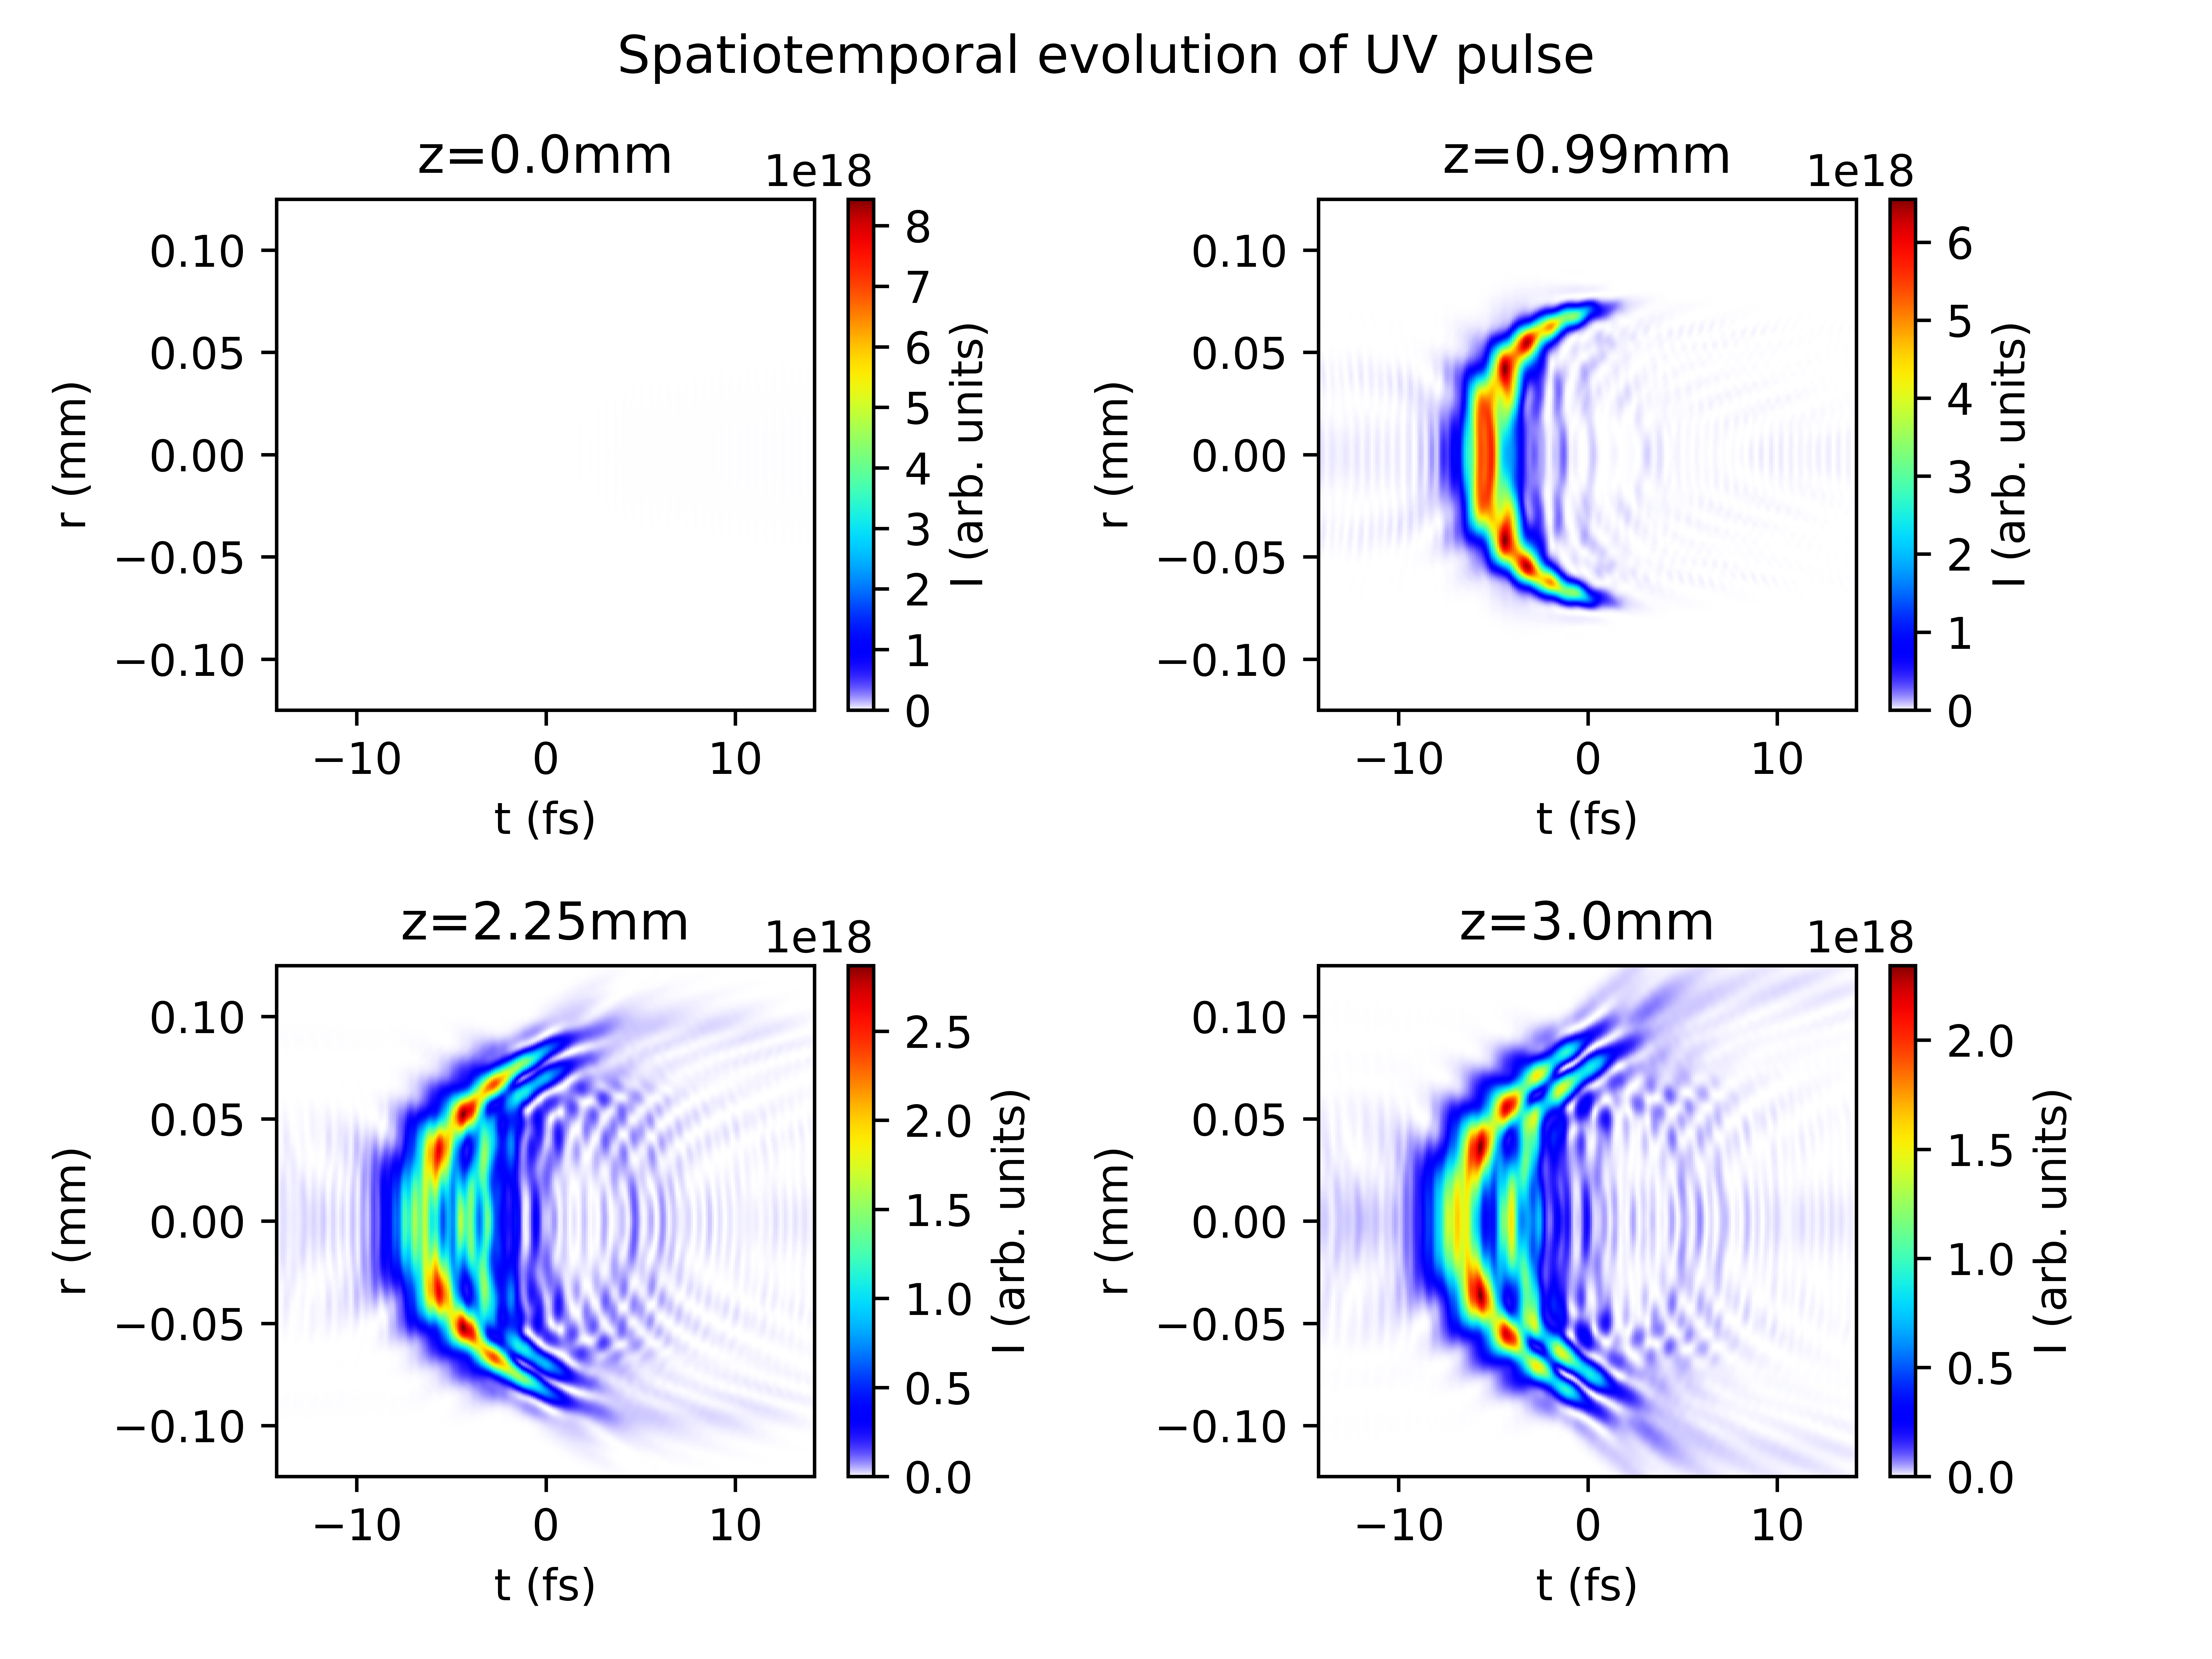 Spatiotemporal evolution of UV pulse
z=0.0mm
1e18
0.10
0.05
0.00
−0.05
−0.10
r (mm)
−10 0 10
t (fs)
8
7
6
5
4
3
2
1
0
I (arb. units)
z=0.99mm
1e18
0.10
0.05
0.00
−0.05
−0.10
r (mm)
−10 0 10
t (fs)
6
5
4
3
2
1
0
I (arb. units)
z=2.25mm
1e18
0.10
0.05
0.00
−0.05
−0.10
r (mm)
−10 0 10
t (fs)
2.5
2.0
1.5
1.0
0.5
0.0
I (arb. units)
z=3.0mm
1e18
0.10
0.05
0.00
−0.05
−0.10
r (mm)
−10 0 10
t (fs)
2.0
1.5
1.0
0.5
0.0
I (arb. units)